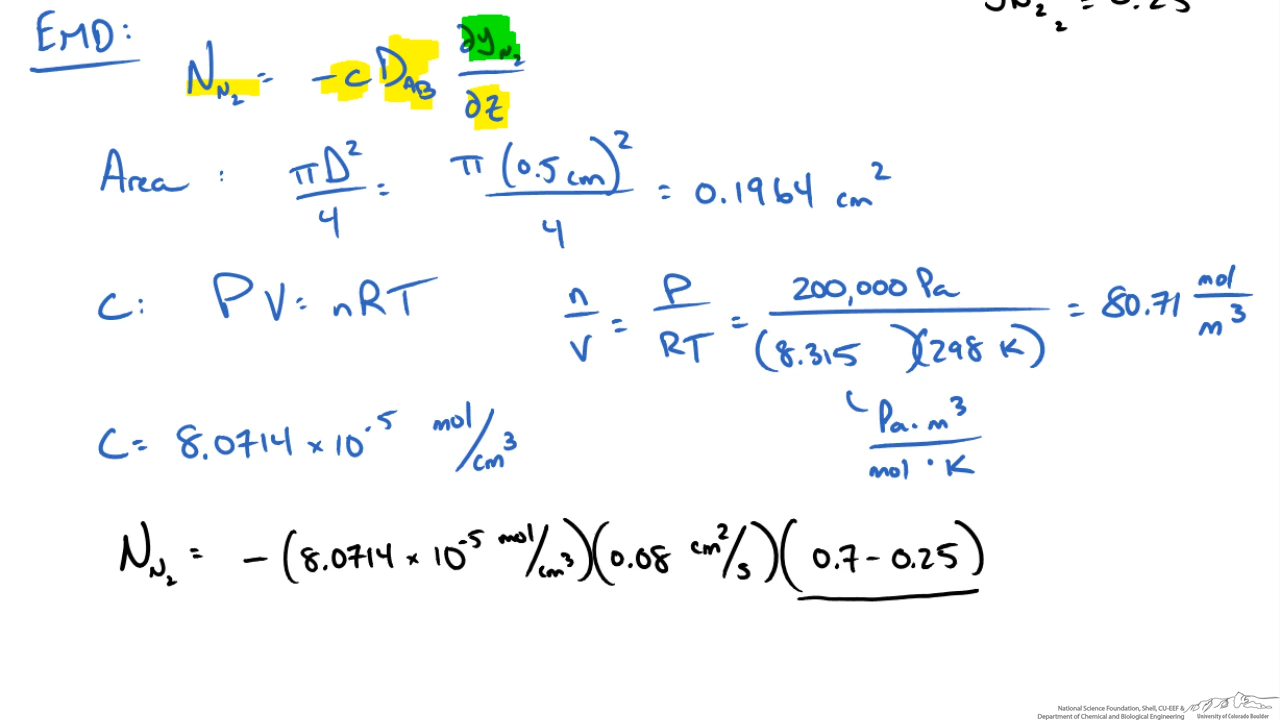 yN₂₂ = 0.25
EMD:
N_N₂ = -c D_AB ∂y_N₂/∂z
Area : πD²/4 = π(0.5 cm)²/4 = 0.1964 cm²
C: PV = nRT n/V = P/RT = 200,000 Pa/(8.315 )(298 K) = 80.71 mol/m³
Pa·m³/mol·K
C = 8.0714 × 10⁻⁵ mol/cm³
N_N₂ = -(8.0714 × 10⁻⁵ mol/cm³)(0.08 cm²/s)(0.7 - 0.25)
National Science Foundation, Shell, CU-EEF &
Department of Chemical and Biological Engineering
University of Colorado Boulder